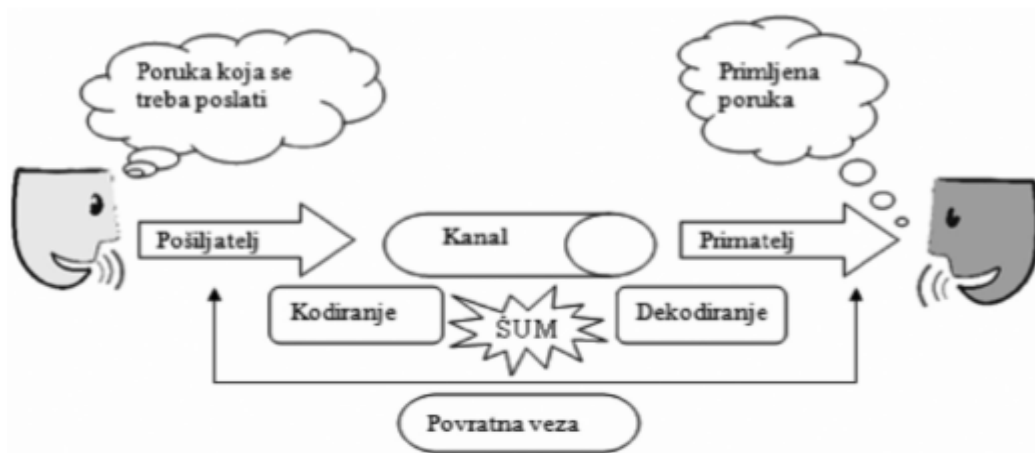 Poruka koja se
treba poslati
Primljena
poruka
Pošiljatelj
Kanal
Primatelj
Kodiranje
ŠUM
Dekodiranje
Povratna veza